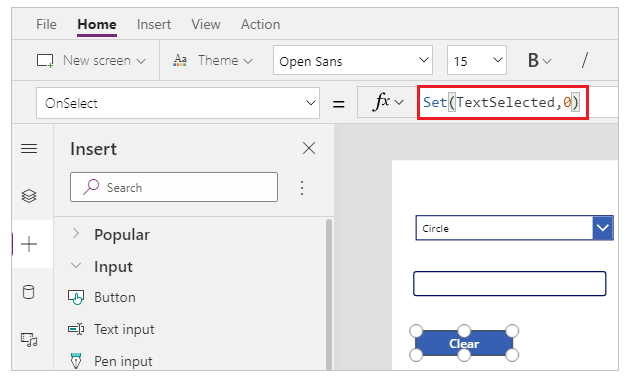 File Home Insert View Action
New screen Aa Theme Open Sans 15 B /
OnSelect = fx Set(TextSelected,0)
Insert
Search
Popular
Circle
Input
Button
Text input
Clear
Pen input